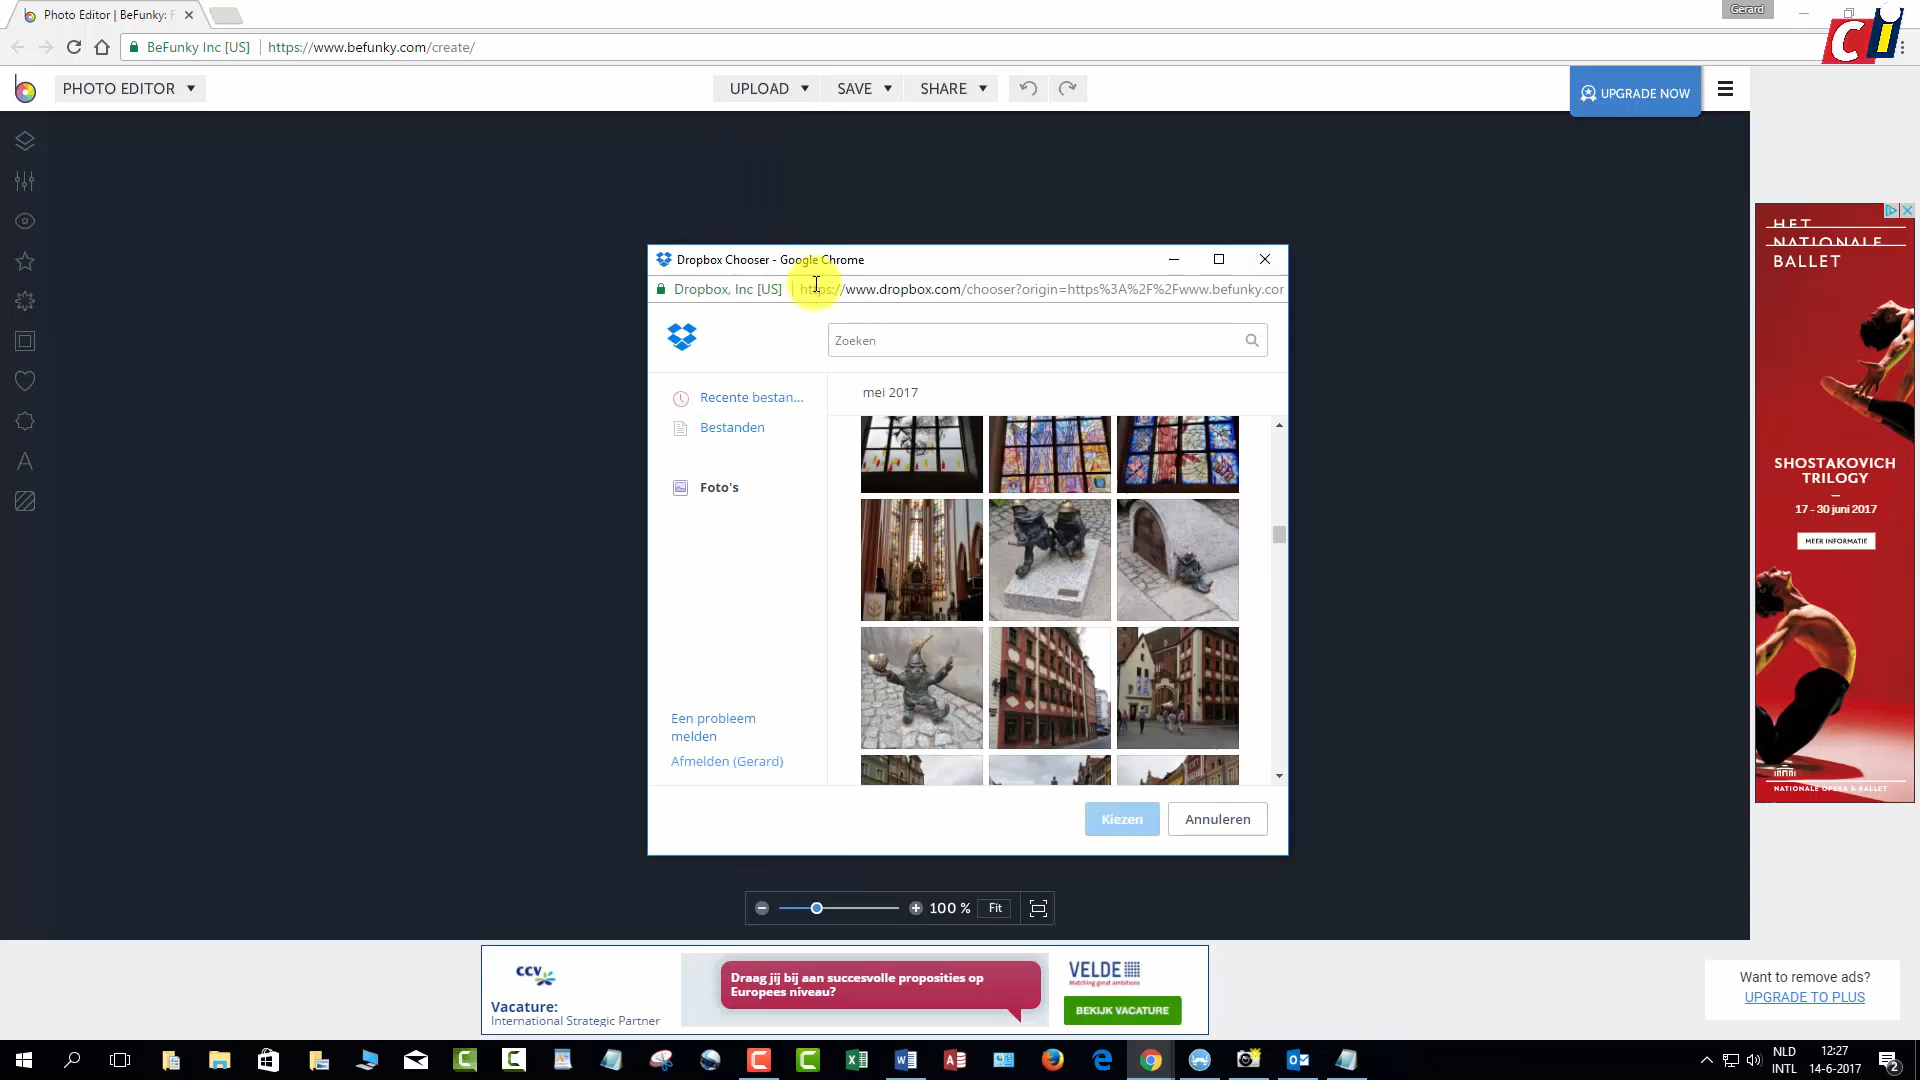 Photo Editor | BeFunky: F
Gerard
BeFunky Inc [US]
https://www.befunky.com/create/
Ci
PHOTO EDITOR
UPLOAD
SAVE
SHARE
UPGRADE NOW
Dropbox Chooser - Google Chrome
Dropbox, Inc [US]
https://www.dropbox.com/chooser?origin=https%3A%2F%2Fwww.befunky.cor
Zoeken
Recente bestan...
mei 2017
Bestanden
Foto's
Een probleem
melden
Afmelden (Gerard)
Kiezen
Annuleren
HET
NATIONALE
BALLET
SHOSTAKOVICH
TRILOGY
17 - 30 juni 2017
MEER INFORMATIE
NATIONALE OPERA & BALLET
100 %
Fit
CCV
Vacature:
International Strategic Partner
Draag jij bij aan succesvolle proposities op
Europees niveau?
VELDE
Matching great ambitions
BEKIJK VACATURE
Want to remove ads?
UPGRADE TO PLUS
NLD
INTL
12:27
14-6-2017
2